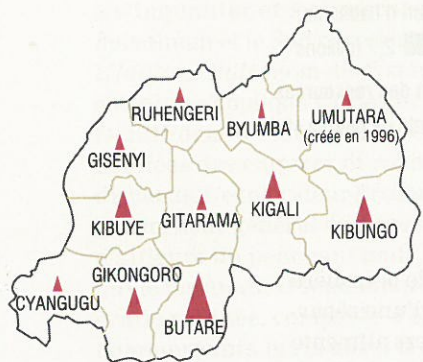 RUHENGERI
BYUMBA
UMUTARA
(créée en 1996)
GISENYI
KIBUYE
GITARAMA
KIGALI
KIBUNGO
CYANGUGU
GIKONGORO
BUTARE